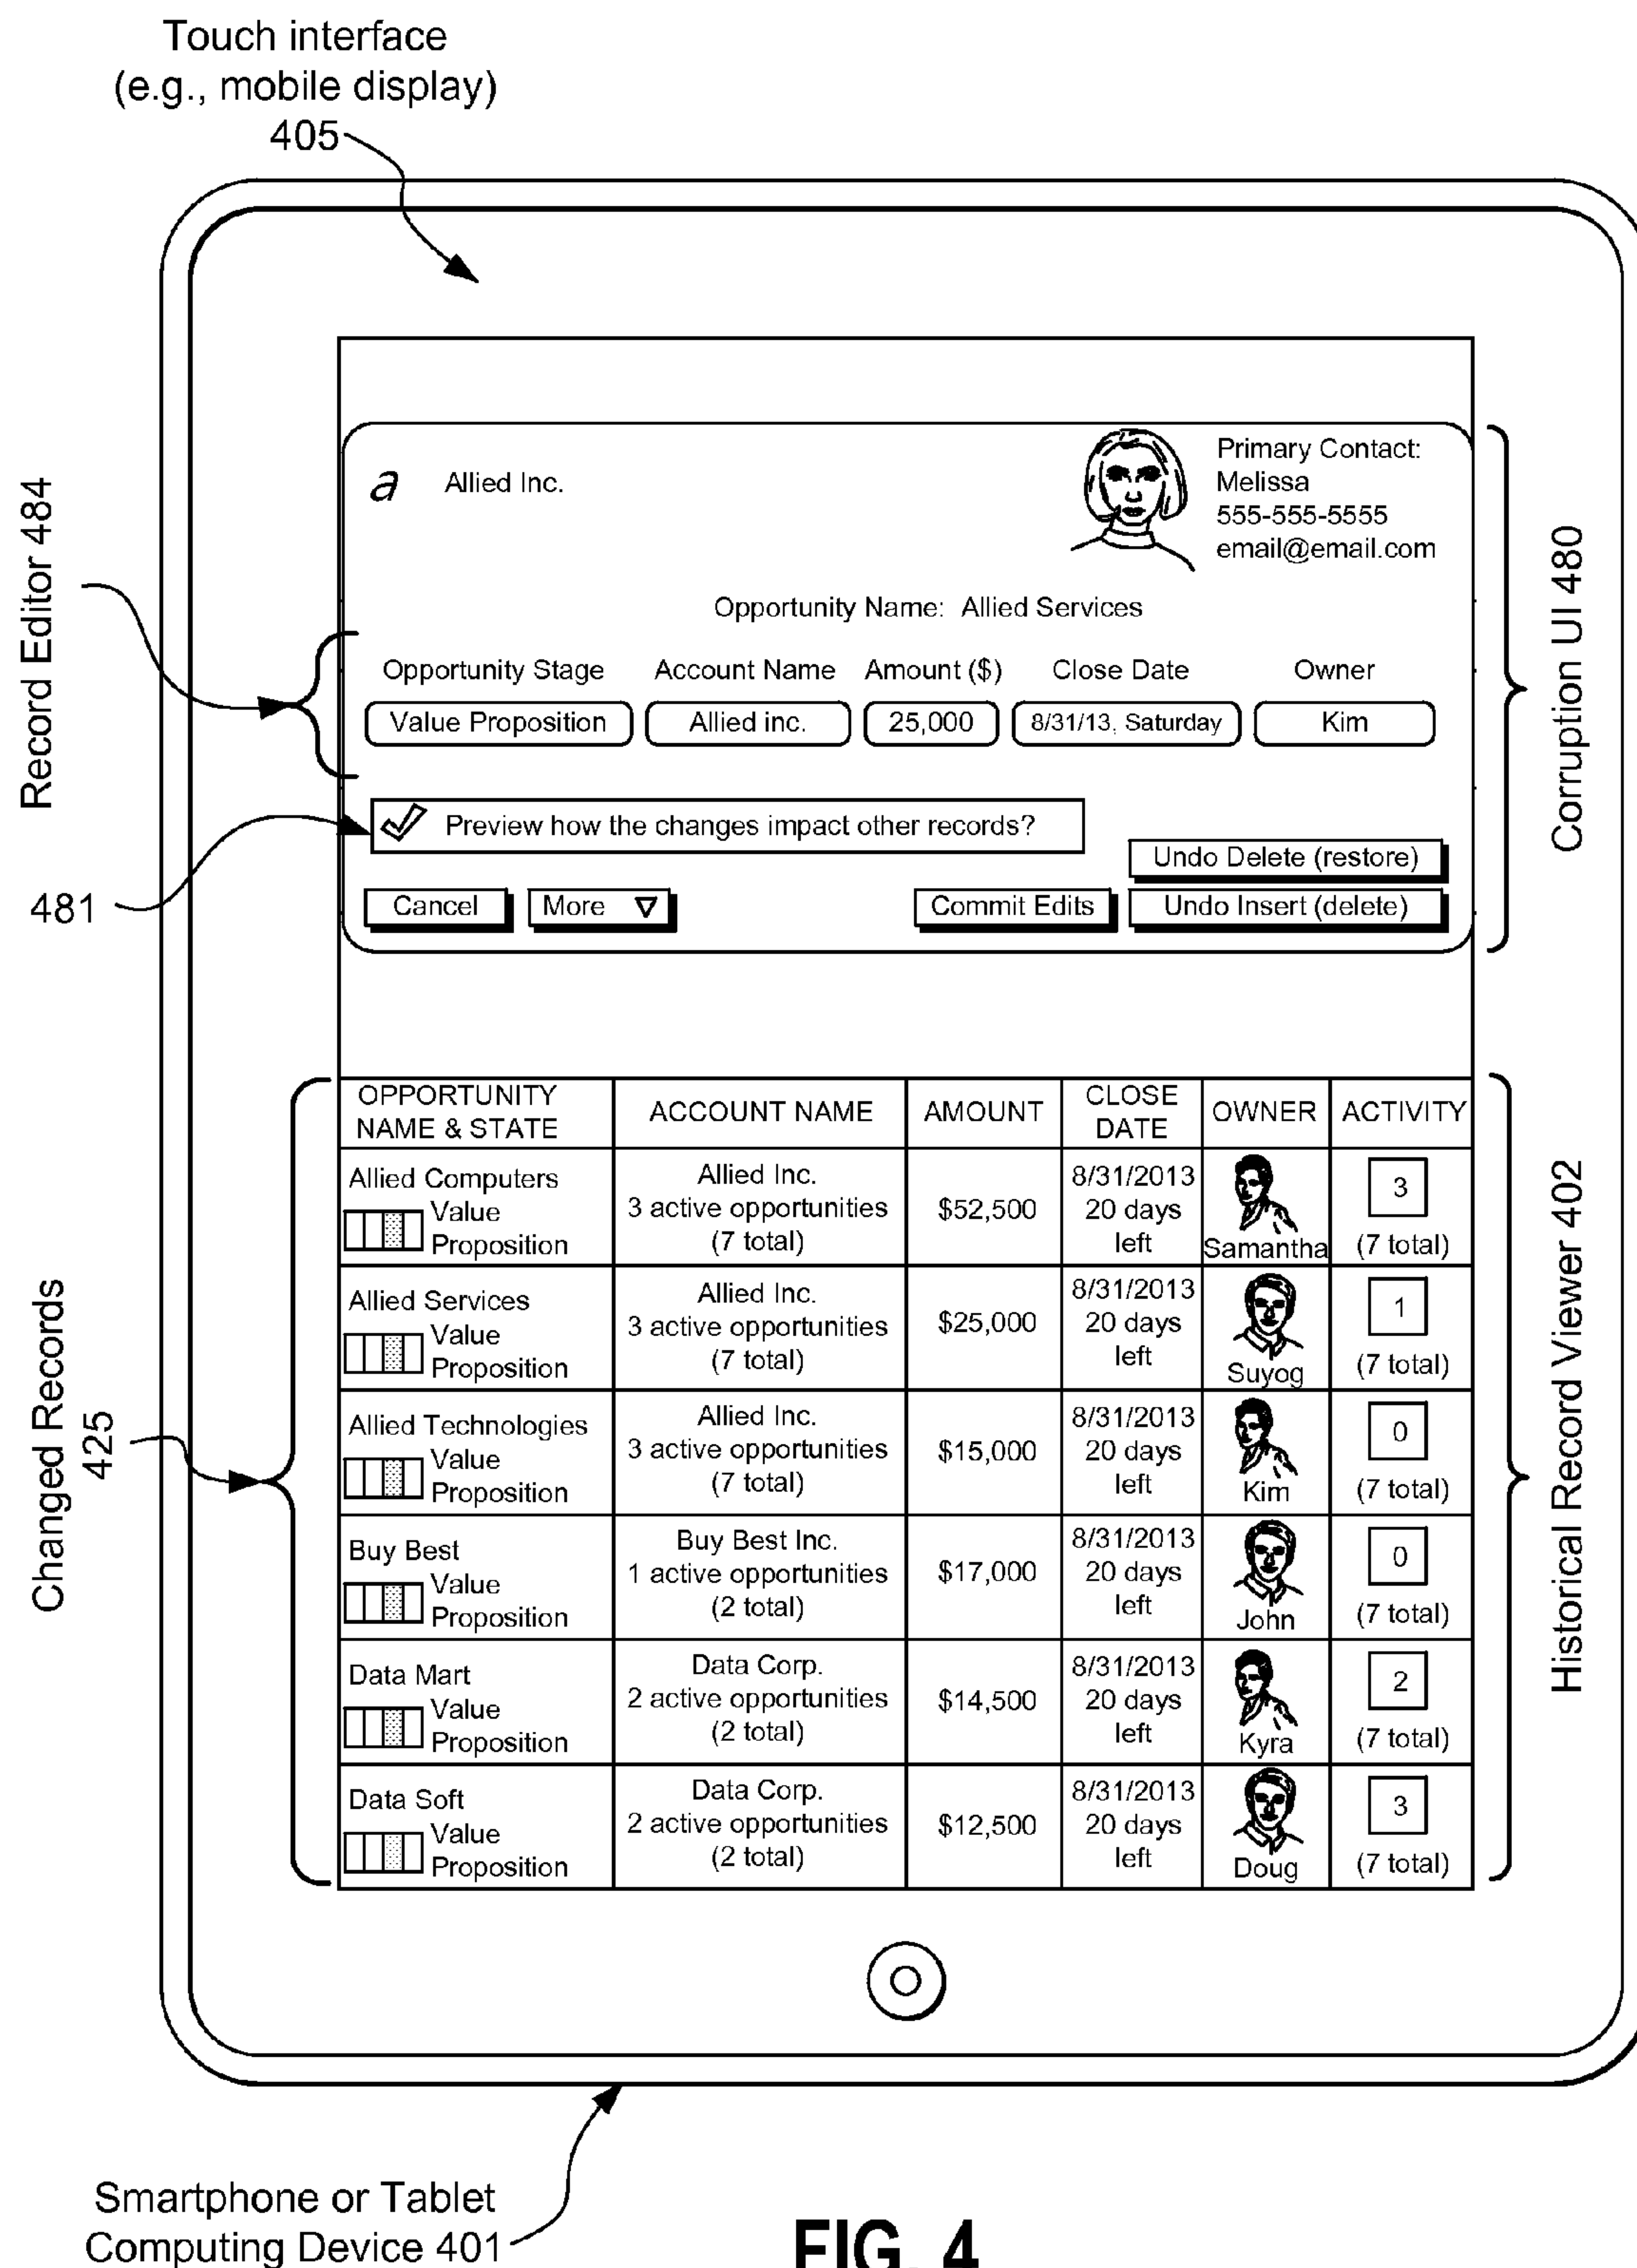 Touch interface
(e.g., mobile display)
405
Record Editor 484
481
Changed Records
425
a Allied Inc.
Primary Contact:
Melissa
555-555-5555
email@email.com
Opportunity Name: Allied Services
Opportunity Stage Account Name Amount ($) Close Date Owner
Value Proposition Allied inc. 25,000 8/31/13, Saturday Kim
Preview how the changes impact other records?
Undo Delete (restore)
Cancel More Commit Edits Undo Insert (delete)
Corruption UI 480
OPPORTUNITY
NAME & STATE
ACCOUNT NAME
AMOUNT
CLOSE
DATE
OWNER
ACTIVITY
Allied Computers
Value
Proposition
Allied Inc.
3 active opportunities
(7 total)
$52,500
8/31/2013
20 days
left
Samantha
3
(7 total)
Allied Services
Value
Proposition
Allied Inc.
3 active opportunities
(7 total)
$25,000
8/31/2013
20 days
left
Suyog
1
(7 total)
Allied Technologies
Value
Proposition
Allied Inc.
3 active opportunities
(7 total)
$15,000
8/31/2013
20 days
left
Kim
0
(7 total)
Buy Best
Value
Proposition
Buy Best Inc.
1 active opportunities
(2 total)
$17,000
8/31/2013
20 days
left
John
0
(7 total)
Data Mart
Value
Proposition
Data Corp.
2 active opportunities
(2 total)
$14,500
8/31/2013
20 days
left
Kyra
2
(7 total)
Data Soft
Value
Proposition
Data Corp.
2 active opportunities
(2 total)
$12,500
8/31/2013
20 days
left
Doug
3
(7 total)
Historical Record Viewer 402
Smartphone or Tablet
Computing Device 401
FIG. 4